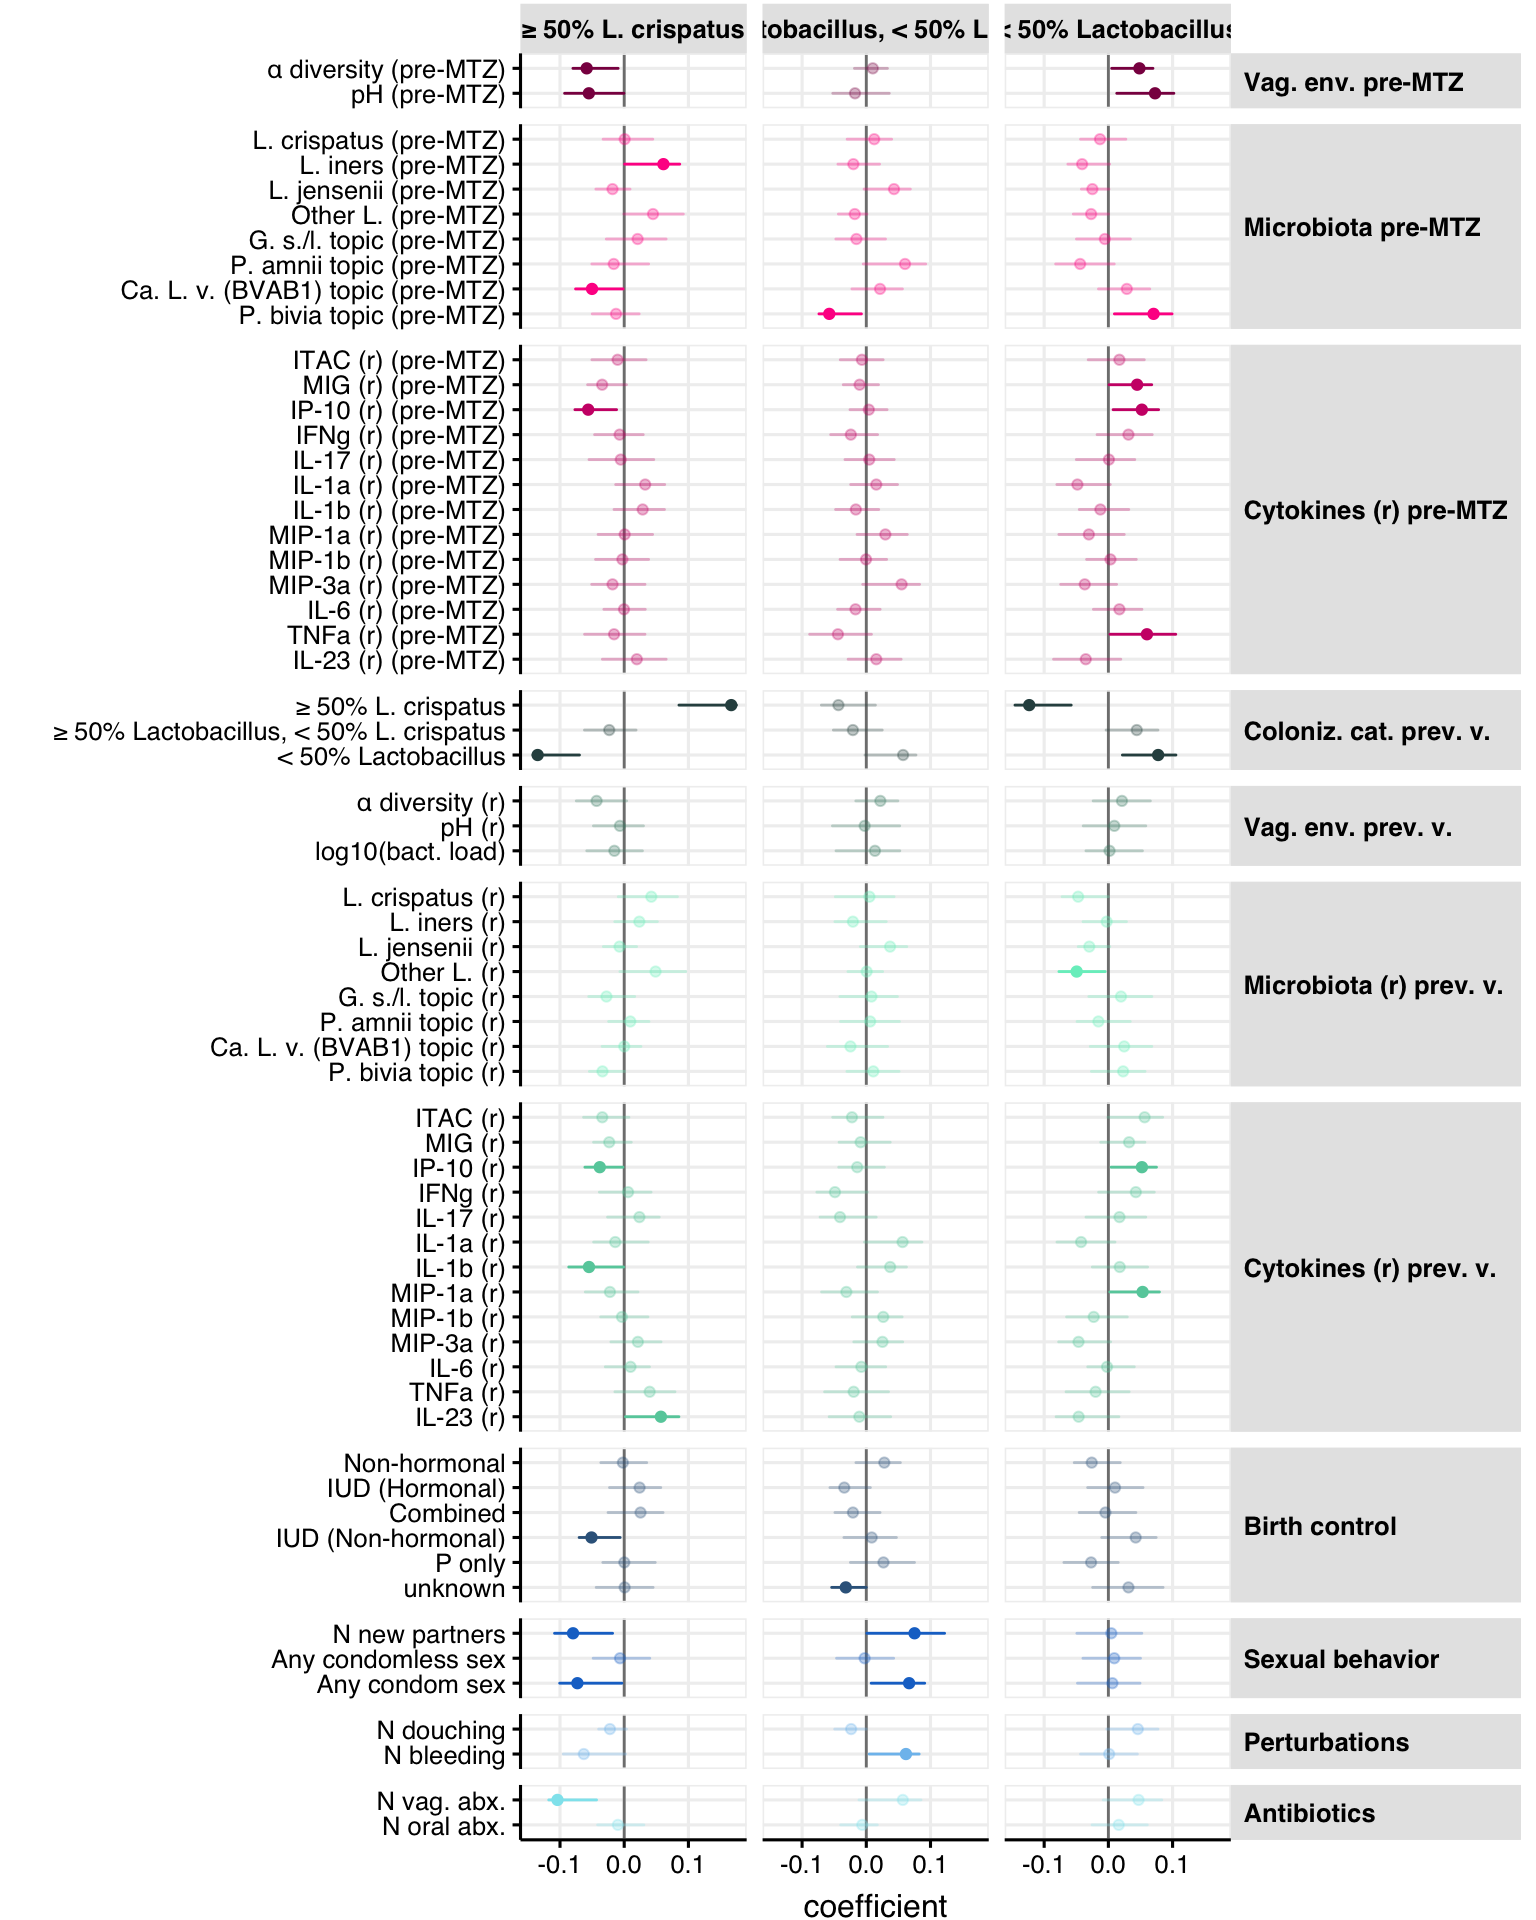 ≥ 50% L. crispatus
tobacillus, < 50% L
< 50% Lactobacillus
α diversity (pre-MTZ)
pH (pre-MTZ)
Vag. env. pre-MTZ
L. crispatus (pre-MTZ)
L. iners (pre-MTZ)
L. jensenii (pre-MTZ)
Other L. (pre-MTZ)
G. s./l. topic (pre-MTZ)
P. amnii topic (pre-MTZ)
Ca. L. v. (BVAB1) topic (pre-MTZ)
P. bivia topic (pre-MTZ)
Microbiota pre-MTZ
ITAC (r) (pre-MTZ)
MIG (r) (pre-MTZ)
IP-10 (r) (pre-MTZ)
IFNg (r) (pre-MTZ)
IL-17 (r) (pre-MTZ)
IL-1a (r) (pre-MTZ)
IL-1b (r) (pre-MTZ)
MIP-1a (r) (pre-MTZ)
MIP-1b (r) (pre-MTZ)
MIP-3a (r) (pre-MTZ)
IL-6 (r) (pre-MTZ)
TNFa (r) (pre-MTZ)
IL-23 (r) (pre-MTZ)
Cytokines (r) pre-MTZ
≥ 50% L. crispatus
≥ 50% Lactobacillus, < 50% L. crispatus
< 50% Lactobacillus
Coloniz. cat. prev. v.
α diversity (r)
pH (r)
log10(bact. load)
Vag. env. prev. v.
L. crispatus (r)
L. iners (r)
L. jensenii (r)
Other L. (r)
G. s./l. topic (r)
P. amnii topic (r)
Ca. L. v. (BVAB1) topic (r)
P. bivia topic (r)
Microbiota (r) prev. v.
ITAC (r)
MIG (r)
IP-10 (r)
IFNg (r)
IL-17 (r)
IL-1a (r)
IL-1b (r)
MIP-1a (r)
MIP-1b (r)
MIP-3a (r)
IL-6 (r)
TNFa (r)
IL-23 (r)
Cytokines (r) prev. v.
Non-hormonal
IUD (Hormonal)
Combined
IUD (Non-hormonal)
P only
unknown
Birth control
N new partners
Any condomless sex
Any condom sex
Sexual behavior
N douching
N bleeding
Perturbations
N vag. abx.
N oral abx.
Antibiotics
-0.1 0.0 0.1 -0.1 0.0 0.1 -0.1 0.0 0.1
coefficient